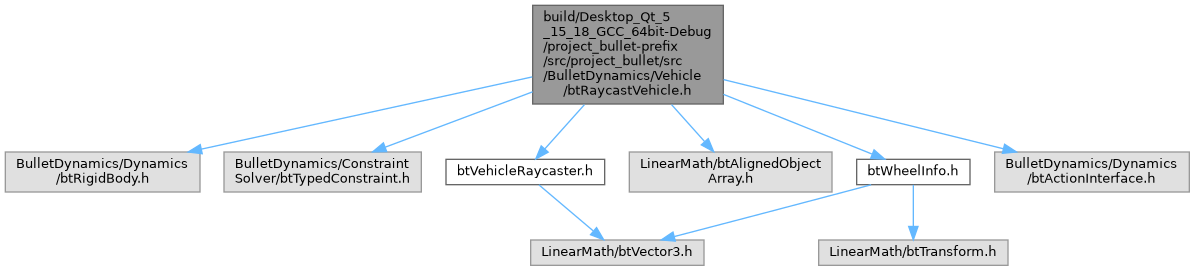 build/Desktop_Qt_5
_15_18_GCC_64bit-Debug
/project_bullet-prefix
/src/project_bullet/src
/BulletDynamics/Vehicle
/btRaycastVehicle.h
BulletDynamics/Dynamics
/btRigidBody.h
BulletDynamics/Constraint
Solver/btTypedConstraint.h
btVehicleRaycaster.h
LinearMath/btAlignedObject
Array.h
btWheelInfo.h
BulletDynamics/Dynamics
/btActionInterface.h
LinearMath/btVector3.h
LinearMath/btTransform.h